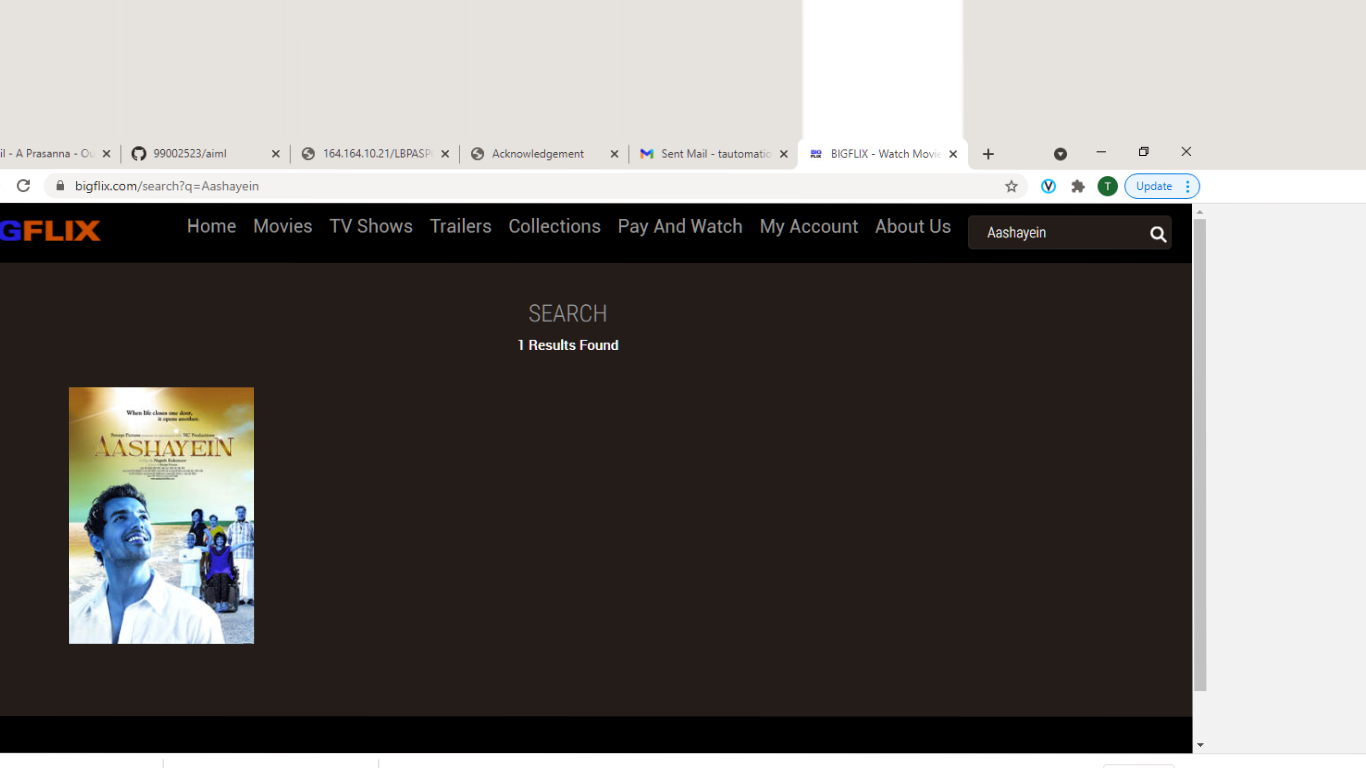 il - A Prasanna - Ou
99002523/aiml
164.164.10.21/LBPASP
Acknowledgement
Sent Mail - tautomatio
BIGFLIX - Watch Movie
bigflix.com/search?q=Aashayein
T
Update
GFLIX
Home
Movies
TV Shows
Trailers
Collections
Pay And Watch
My Account
About Us
Aashayein
SEARCH
1 Results Found
When life closes one door,
it opens another.
AASHAYEIN